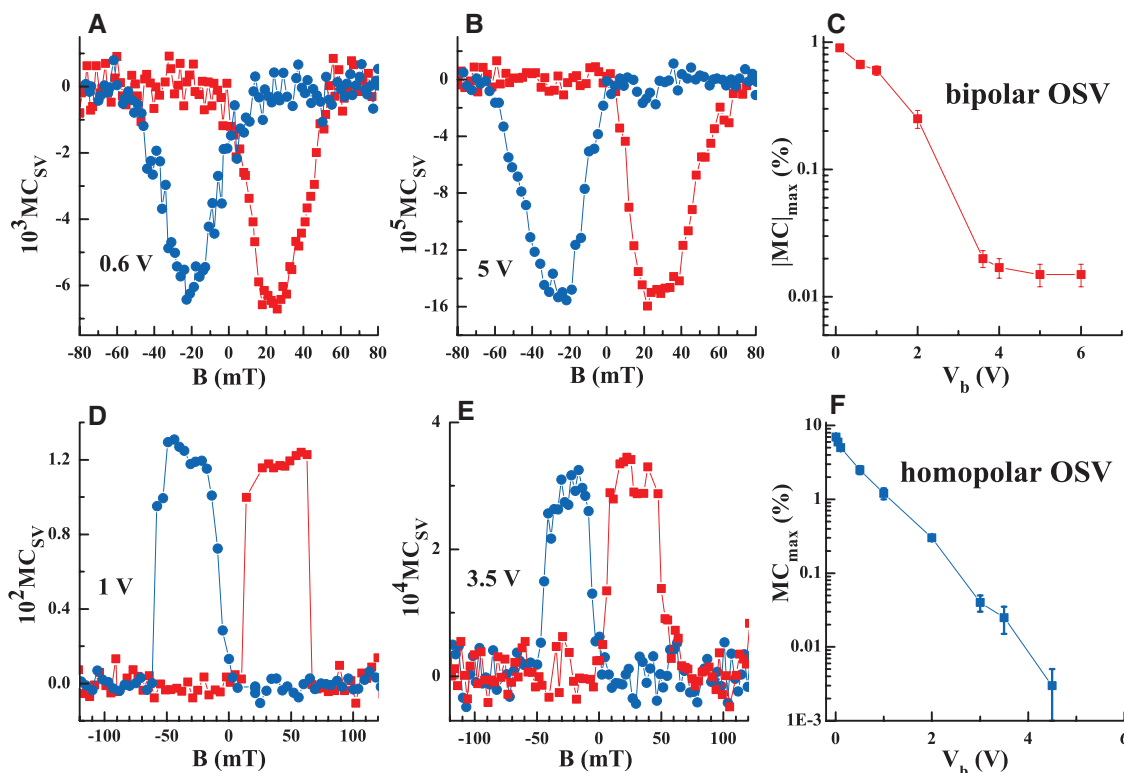 A
0
-2
-4
-6
10³MC_SV
0.6 V
-80 -60 -40 -20 0 20 40 60 80
B (mT)
B
0
-4
-8
-12
-16
10⁵MC_SV
5 V
-80 -60 -40 -20 0 20 40 60 80
B (mT)
C
1
0.1
0.01
|MC|_max (%)
bipolar OSV
0 2 4 6
V_b (V)
D
1.2
0.8
0.4
0.0
10²MC_SV
1 V
-100 -50 0 50 100
B (mT)
E
4
2
0
10⁴MC_SV
3.5 V
-100 -50 0 50 100
B (mT)
F
10
1
0.1
0.01
1E-3
MC_max (%)
homopolar OSV
0 2 4 6
V_b (V)